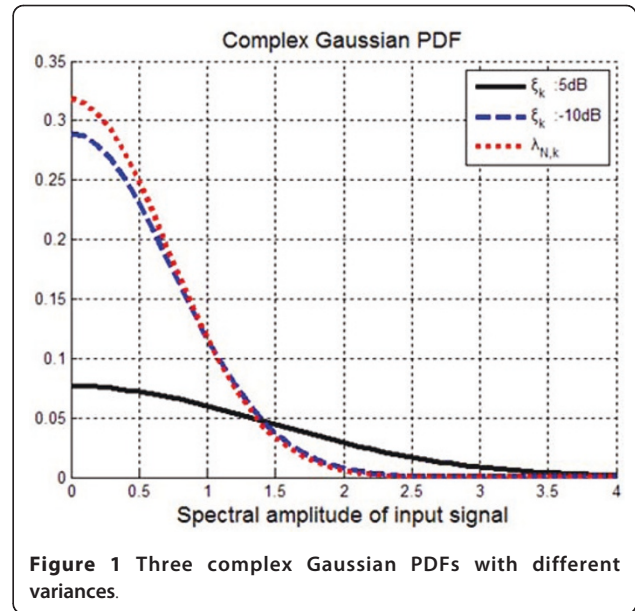 Complex Gaussian PDF
0.35
0.3
0.25
0.2
0.15
0.1
0.05
0
ξk :5dB
ξk :-10dB
λN,k
0 0.5 1 1.5 2 2.5 3 3.5 4
Spectral amplitude of input signal
Figure 1 Three complex Gaussian PDFs with different
variances.